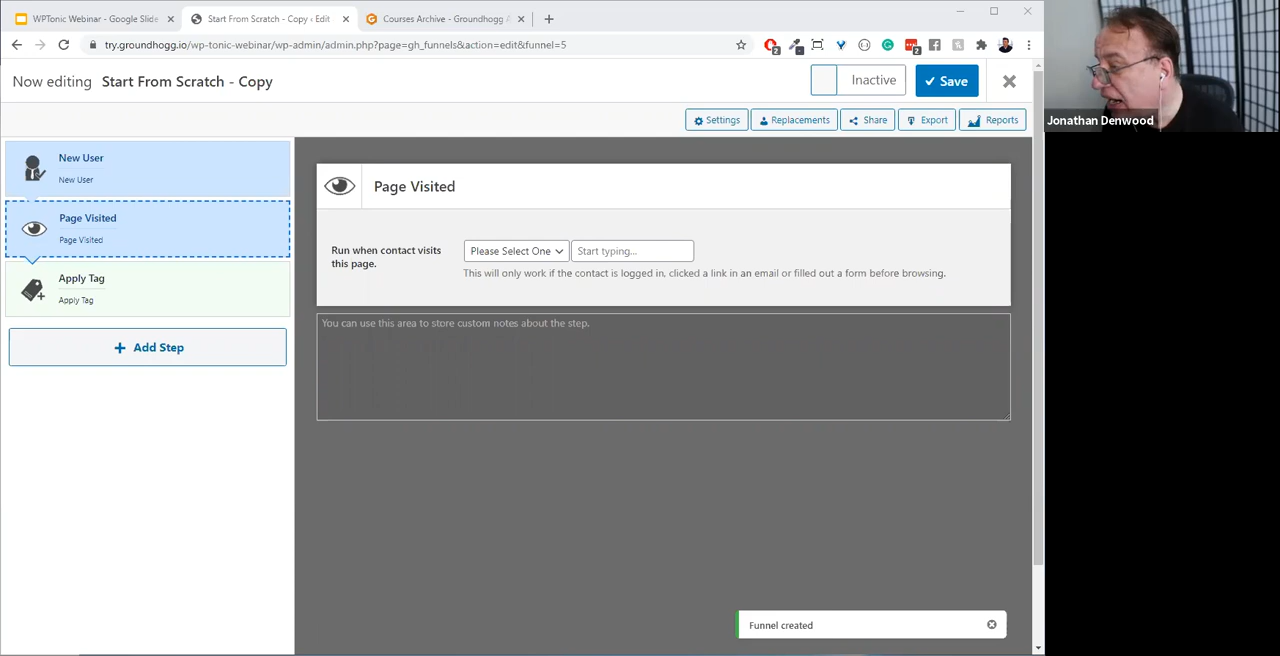 WPTonic Webinar - Google Slide
Start From Scratch - Copy ‹ Edit
Courses Archive - Groundhogg
try.groundhogg.io/wp-tonic-webinar/wp-admin/admin.php?page=gh_funnels&action=edit&funnel=5
2
2
Now editing Start From Scratch - Copy
Inactive
Save
Settings
Replacements
Share
Export
Reports
New User
New User
Page Visited
Page Visited
Apply Tag
Apply Tag
Add Step
Page Visited
Run when contact visits
this page.
Please Select One
Start typing...
This will only work if the contact is logged in, clicked a link in an email or filled out a form before browsing.
You can use this area to store custom notes about the step.
Funnel created
Jonathan Denwood